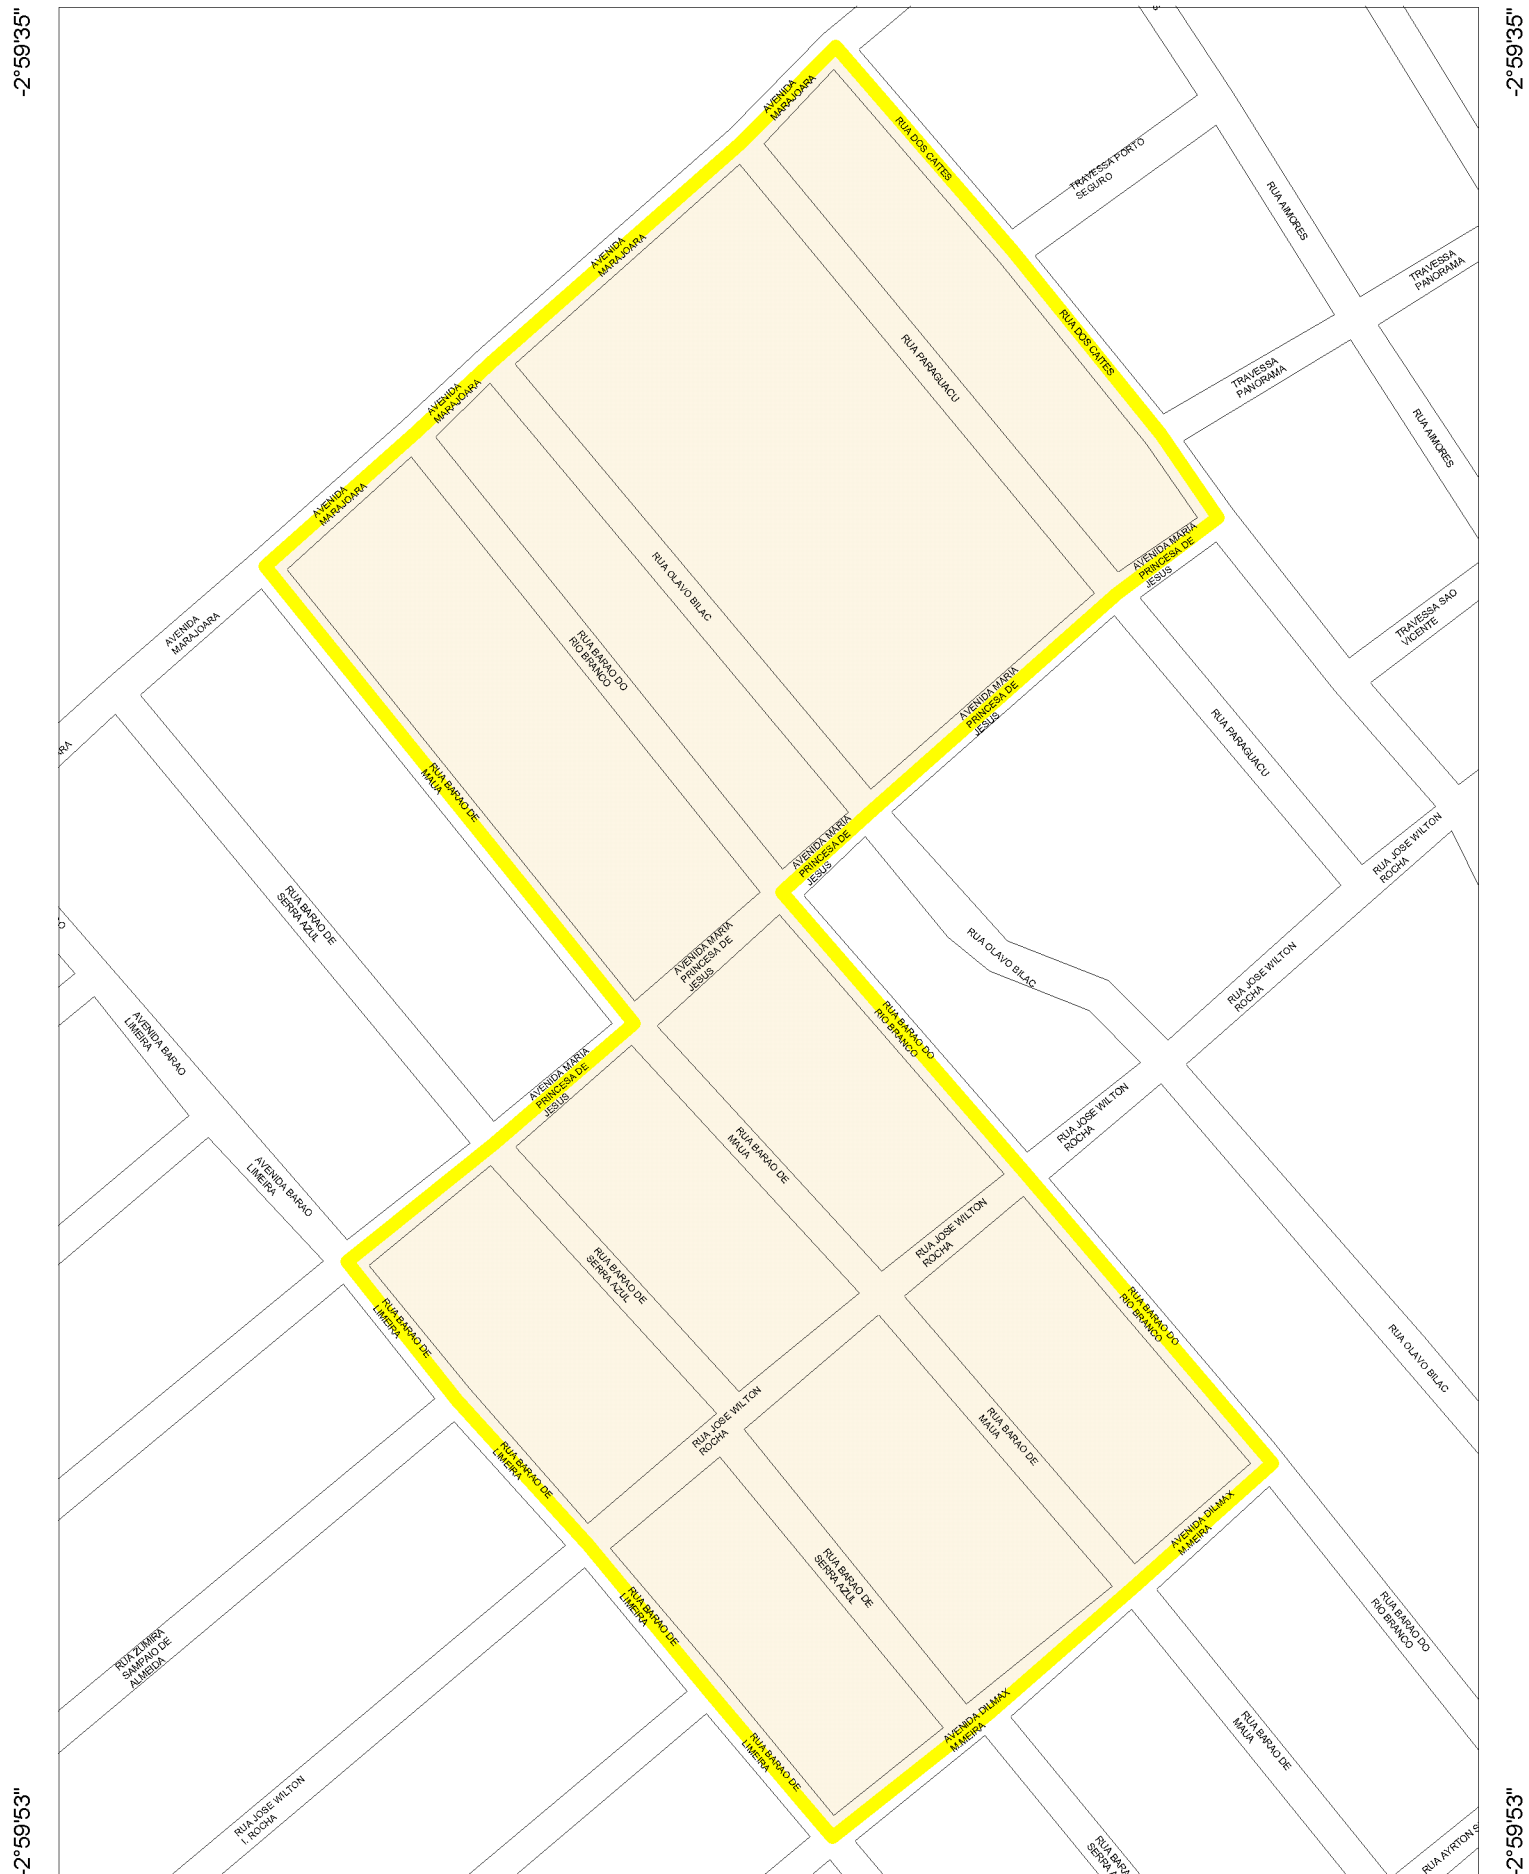 -2°59'35"
-2°59'35"
AVENIDA
MARAJOARA
RUA DOS CAITES
TRAVESSA PORTO
SEGURO
RUA AIMORES
AVENIDA
MARAJOARA
TRAVESSA
PANORAMA
RUA DOS CAITES
RUA PARAGUACU
TRAVESSA
PANORAMA
AVENIDA
MARAJOARA
RUA AIMORES
AVENIDA
MARAJOARA
AVENIDA MARIA
PRINCESA DE
JESUS
RUA OLAVO BILAC
TRAVESSA SAO
VICENTE
AVENIDA
MARAJOARA
RUA BARAO DO
RIO BRANCO
AVENIDA MARIA
PRINCESA DE
JESUS
RUA PARAGUACU
RA
RUA BARAO DE
MAUA
AVENIDA MARIA
PRINCESA DE
JESUS
RUA JOSE WILTON
ROCHA
RUA BARAO DE
SERRA AZUL
O
AVENIDA MARIA
PRINCESA DE
JESUS
RUA OLAVO BILAC
RUA JOSE WILTON
ROCHA
AVENIDA BARAO
LIMEIRA
RUA BARAO DO
RIO BRANCO
AVENIDA MARIA
PRINCESA DE
JESUS
RUA JOSE WILTON
ROCHA
RUA BARAO DE
MAUA
AVENIDA BARAO
LIMEIRA
RUA JOSE WILTON
ROCHA
RUA BARAO DE
SERRA AZUL
RUA BARAO DE
LIMEIRA
RUA BARAO DO
RIO BRANCO
RUA OLAVO BILAC
RUA JOSE WILTON
ROCHA
RUA BARAO DE
MAUA
RUA BARAO DE
LIMEIRA
AVENIDA DILMAX
M.MEIRA
RUA BARAO DE
SERRA AZUL
RUA BARAO DE
LIMEIRA
RUA BARAO DO
RIO BRANCO
RUA ZUMIRA
SAMPAIO DE
ALMEIDA
AVENIDA DILMAX
M.MEIRA
RUA BARAO DE
MAUA
RUA BARAO DE
LIMEIRA
RUA JOSE WILTON
I. ROCHA
RUA BARA
SERRA A
RUA AYRTON S
-2°59'53"
-2°59'53"